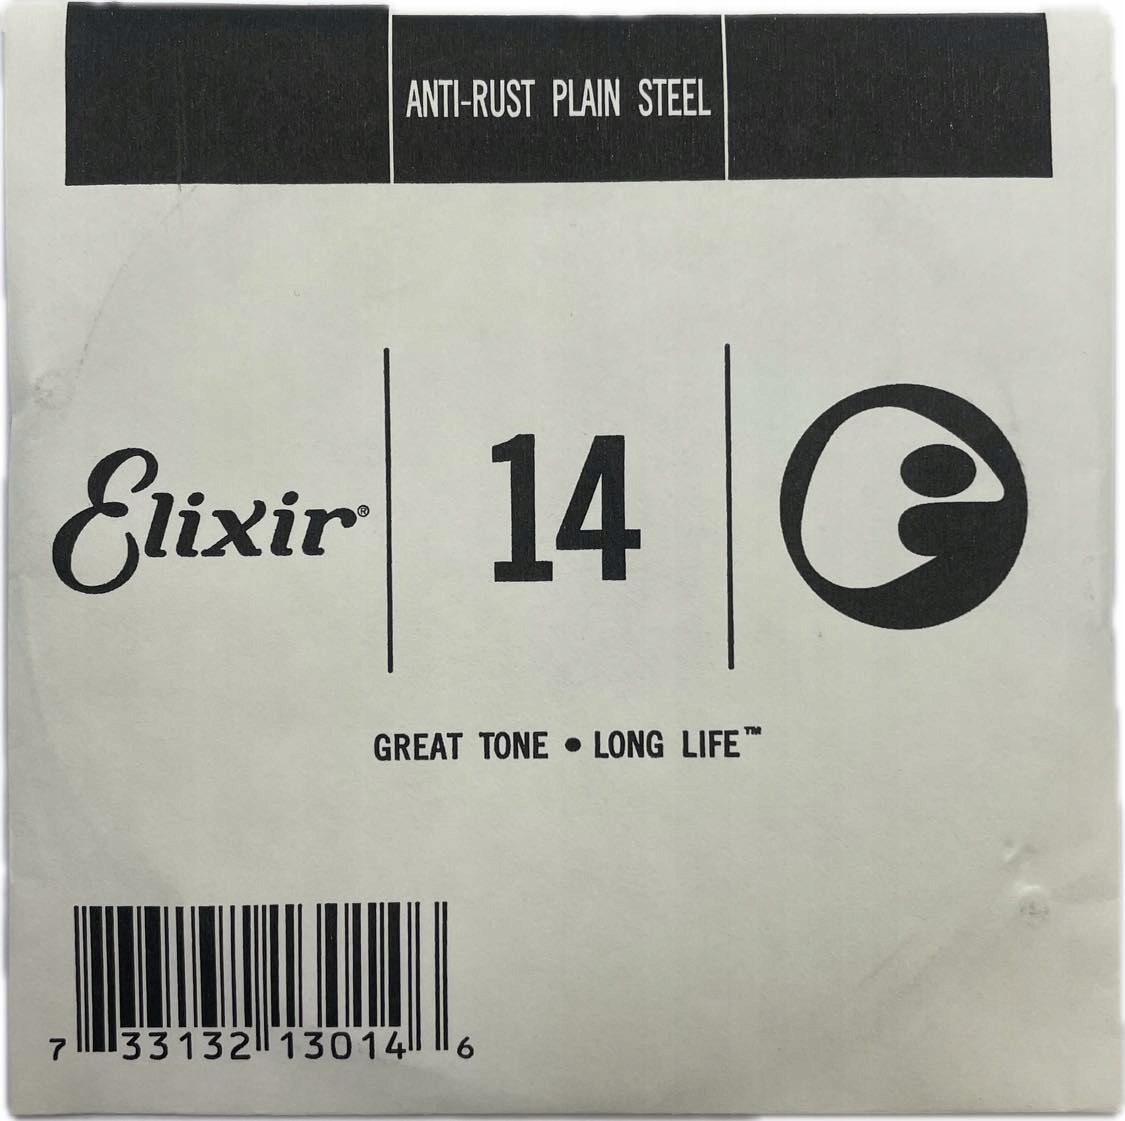 ANTI-RUST PLAIN STEEL
Elixir®
14
GREAT TONE • LONG LIFE™
7 33132 13014 6